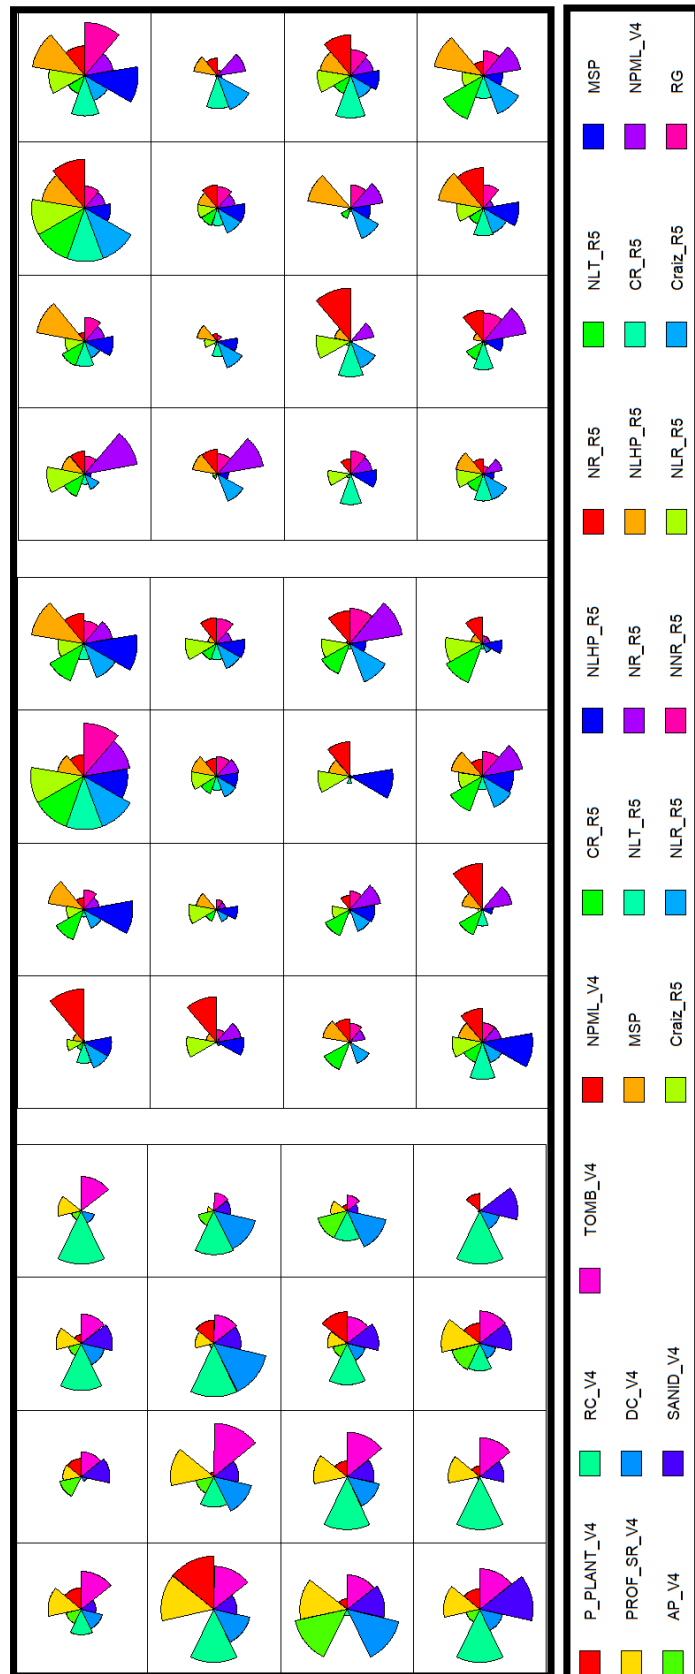 P_PLANT_V4 RC_V4 TOMB_V4 NPML_V4 CR_R5 NLHP_R5 NR_R5 NLT_R5 MSP
PROF_SR_V4 DC_V4 MSP NLT_R5 NR_R5 NLHP_R5 CR_R5 NPML_V4
AP_V4 SANID_V4 Craiz_R5 NLR_R5 NNR_R5 NLR_R5 Craiz_R5 RG